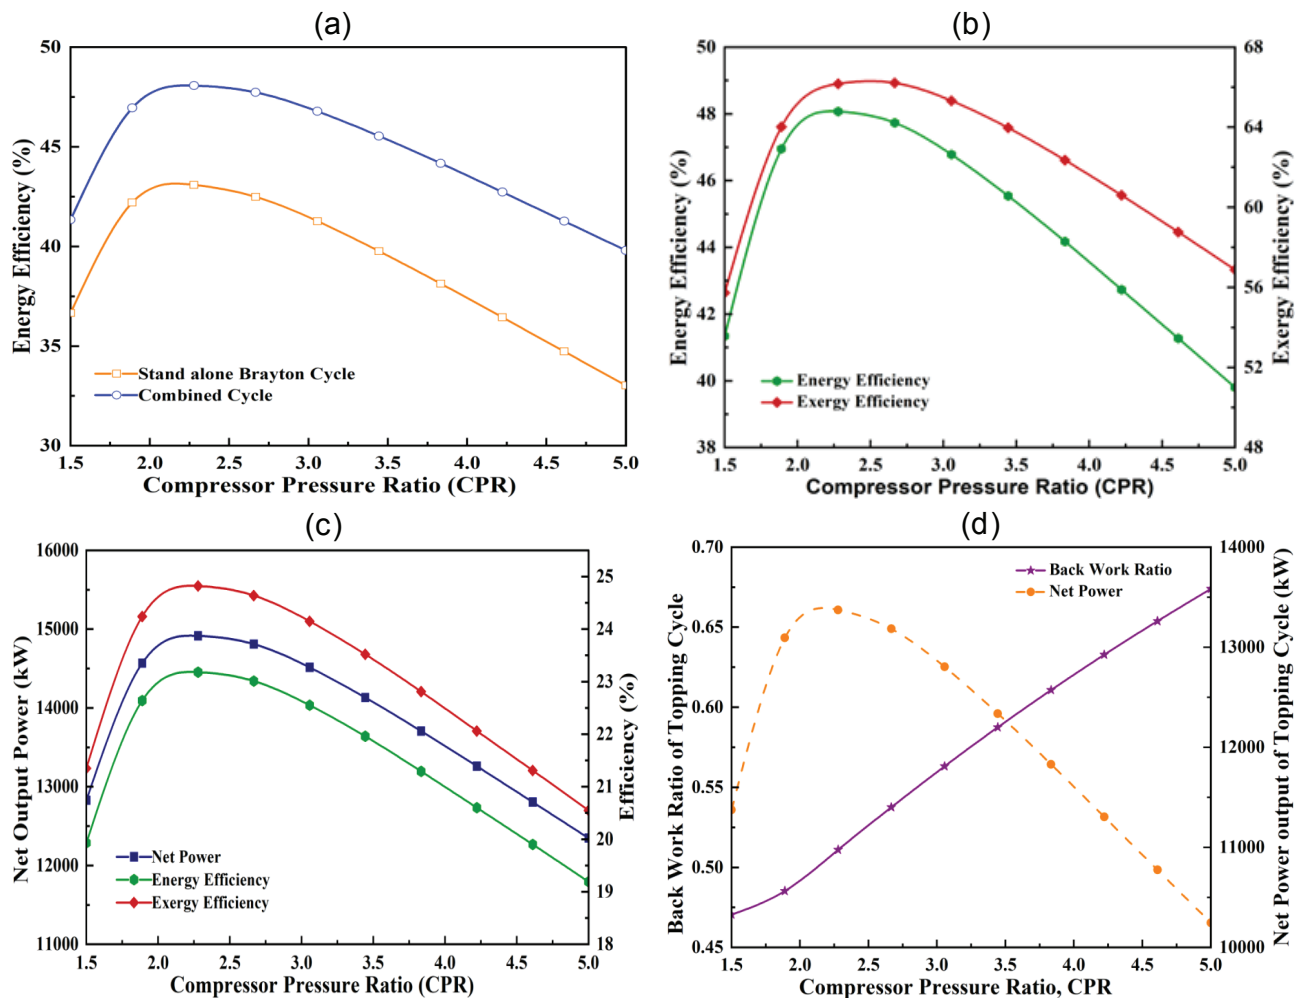 (a)
50
45
40
35
30
Energy Efficiency (%)
Stand alone Brayton Cycle
Combined Cycle
1.5 2.0 2.5 3.0 3.5 4.0 4.5 5.0
Compressor Pressure Ratio (CPR)
(b)
50
48
46
44
42
40
38
Energy Efficiency (%)
68
64
60
56
51
48
Exergy Efficiency (%)
Energy Efficiency
Exergy Efficiency
1.5 2.0 2.5 3.0 3.5 4.0 4.5 5.0
Compressor Pressure Ratio (CPR)
(c)
16000
15000
14000
13000
12000
11000
Net Output Power (kW)
25
24
23
22
21
20
19
18
Efficiency (%)
Net Power
Energy Efficiency
Exergy Efficiency
1.5 2.0 2.5 3.0 3.5 4.0 4.5 5.0
Compressor Pressure Ratio (CPR)
(d)
0.70
0.65
0.60
0.55
0.50
0.45
Back Work Ratio of Topping Cycle
14000
13000
12000
11000
10000
Net Power output of Topping Cycle (kW)
Back Work Ratio
Net Power
1.5 2.0 2.5 3.0 3.5 4.0 4.5 5.0
Compressor Pressure Ratio, CPR